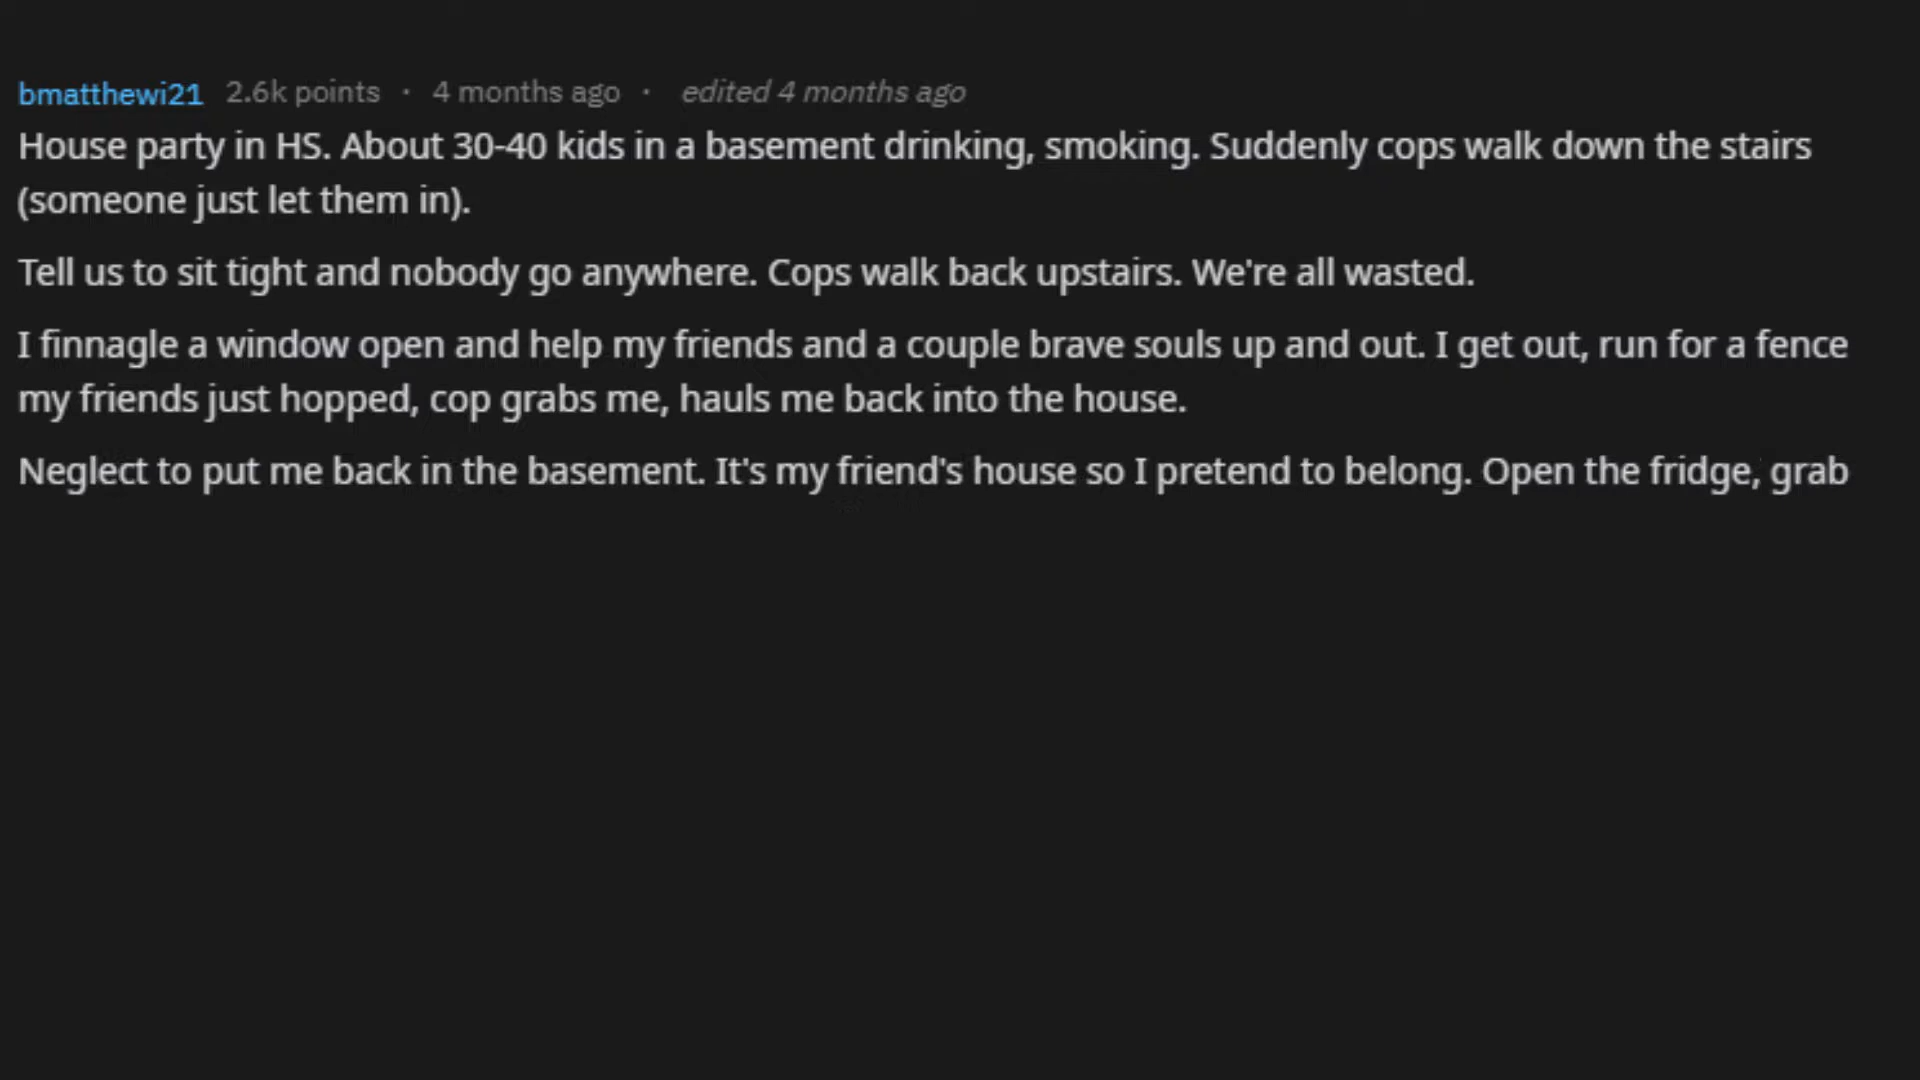 bmatthewi21 2.6k points · 4 months ago · edited 4 months ago
House party in HS. About 30-40 kids in a basement drinking, smoking. Suddenly cops walk down the stairs
(someone just let them in).
Tell us to sit tight and nobody go anywhere. Cops walk back upstairs. We're all wasted.
I finnagle a window open and help my friends and a couple brave souls up and out. I get out, run for a fence
my friends just hopped, cop grabs me, hauls me back into the house.
Neglect to put me back in the basement. It's my friend's house so I pretend to belong. Open the fridge, grab